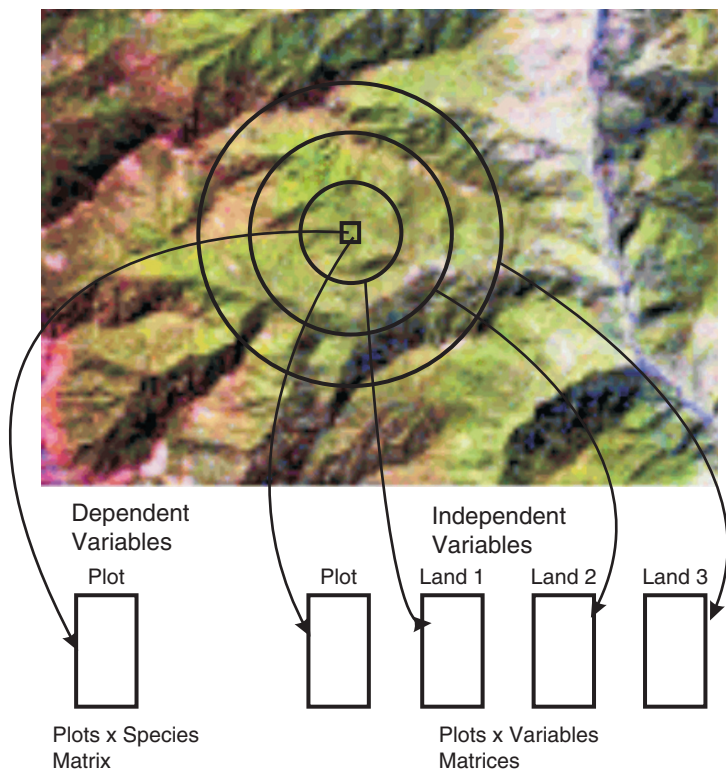 Dependent
Variables
Independent
Variables
Plot
Plot
Land 1
Land 2
Land 3
Plots x Species
Matrix
Plots x Variables
Matrices